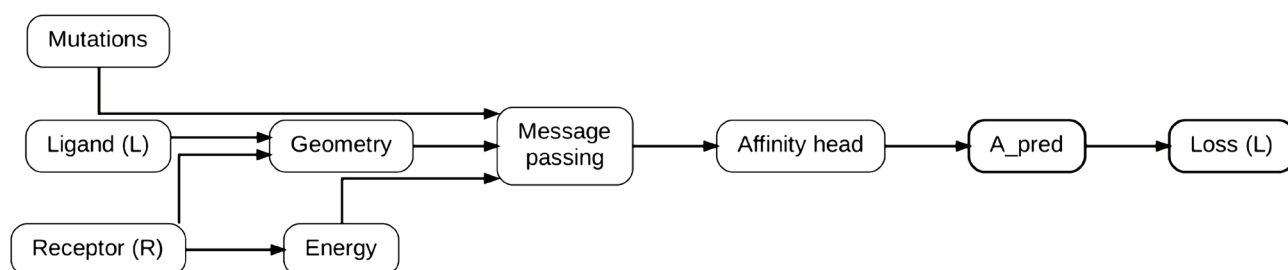 Mutations
Ligand (L)
Geometry
Message
passing
Affinity head
A_pred
Loss (L)
Receptor (R)
Energy